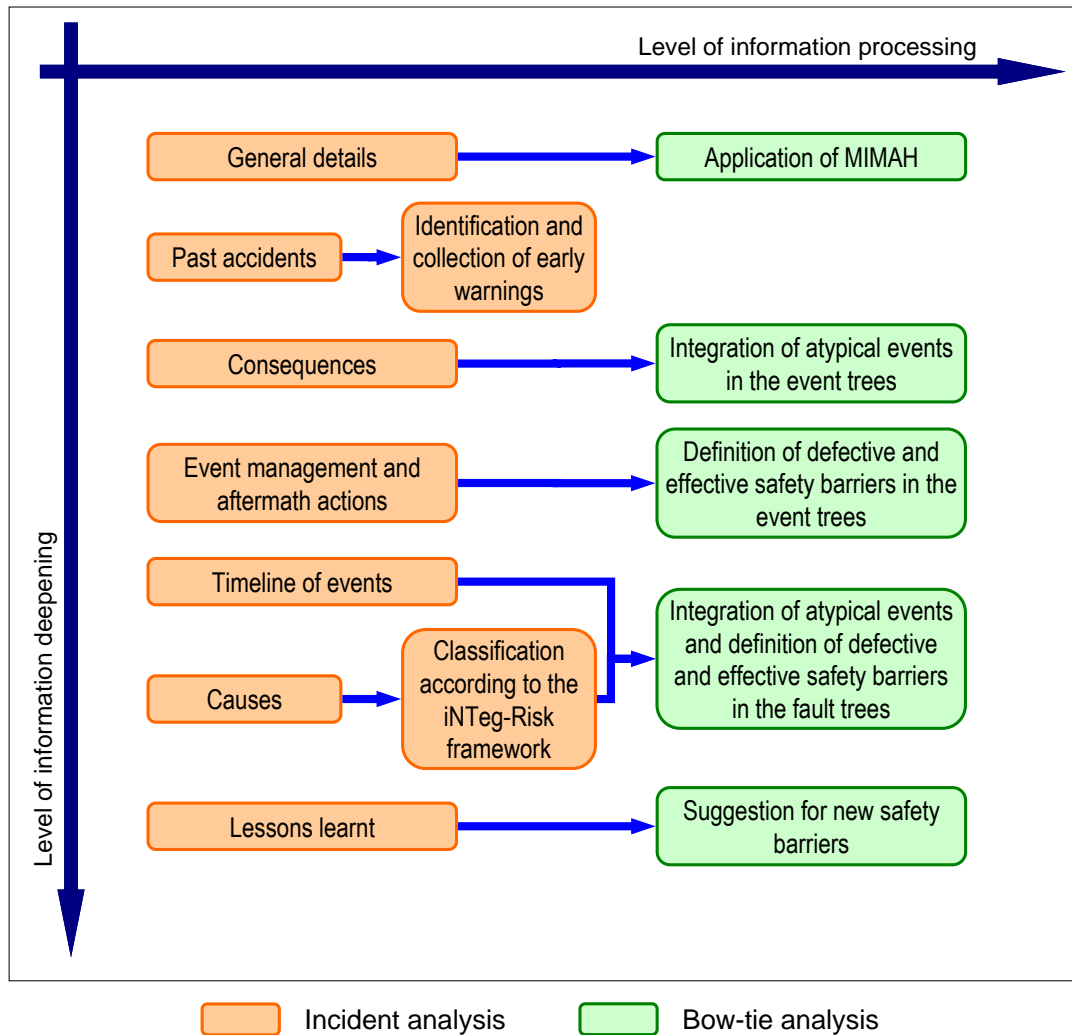 Level of information processing
General details
Application of MIMAH
Past accidents
Identification and
collection of early
warnings
Consequences
Integration of atypical events
in the event trees
Event management and
aftermath actions
Definition of defective and
effective safety barriers in the
event trees
Timeline of events
Integration of atypical events
and definition of defective
and effective safety barriers
in the fault trees
Causes
Classification
according to the
iNTeg-Risk
framework
Lessons learnt
Suggestion for new safety
barriers
Level of information deepening
Incident analysis
Bow-tie analysis